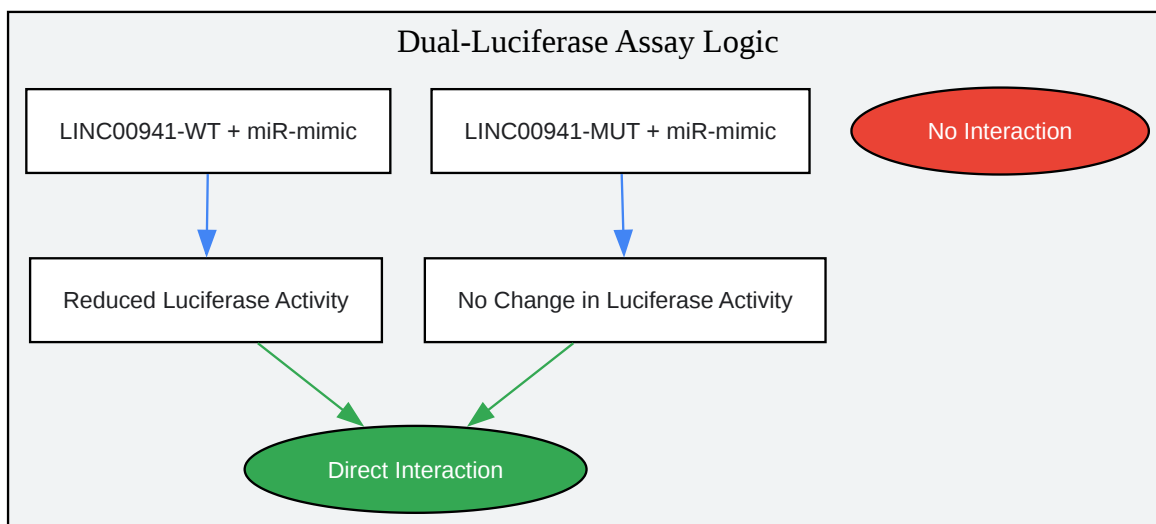 Dual-Luciferase Assay Logic
LINC00941-WT + miR-mimic
LINC00941-MUT + miR-mimic
No Interaction
Reduced Luciferase Activity
No Change in Luciferase Activity
Direct Interaction